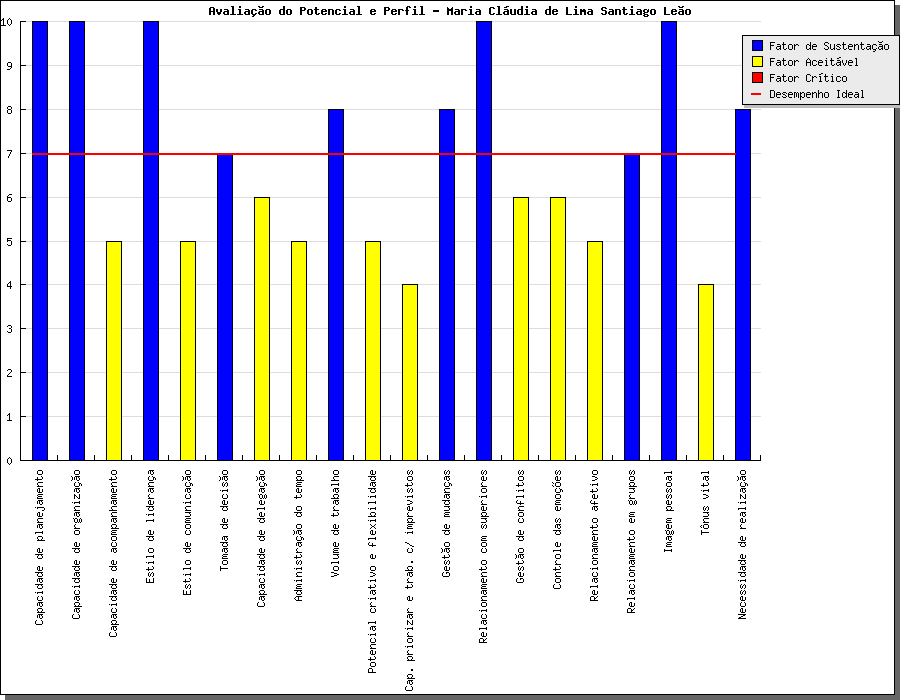 Avaliação do Potencial e Perfil - Maria Cláudia de Lima Santiago Leão
Fator de Sustentação
Fator Aceitável
Fator Crítico
Desempenho Ideal
10
9
8
7
6
5
4
3
2
1
0
Capacidade de planejamento
Capacidade de organização
Capacidade de acompanhamento
Estilo de liderança
Estilo de comunicação
Tomada de decisão
Capacidade de delegação
Administração do tempo
Volume de trabalho
Potencial criativo e flexibilidade
Cap. priorizar e trab. c/ imprevistos
Gestão de mudanças
Relacionamento com superiores
Gestão de conflitos
Controle das emoções
Relacionamento afetivo
Relacionamento em grupos
Imagem pessoal
Tônus vital
Necessidade de realização